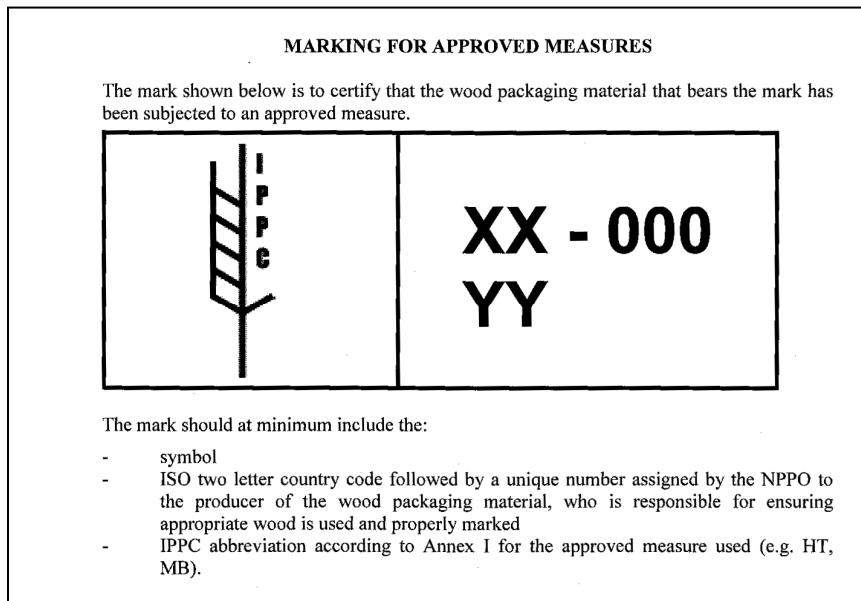 MARKING FOR APPROVED MEASURES
The mark shown below is to certify that the wood packaging material that bears the mark has
been subjected to an approved measure.
I
P
P
C
XX - 000
YY
The mark should at minimum include the:
- symbol
- ISO two letter country code followed by a unique number assigned by the NPPO to
the producer of the wood packaging material, who is responsible for ensuring
appropriate wood is used and properly marked
- IPPC abbreviation according to Annex I for the approved measure used (e.g. HT,
MB).